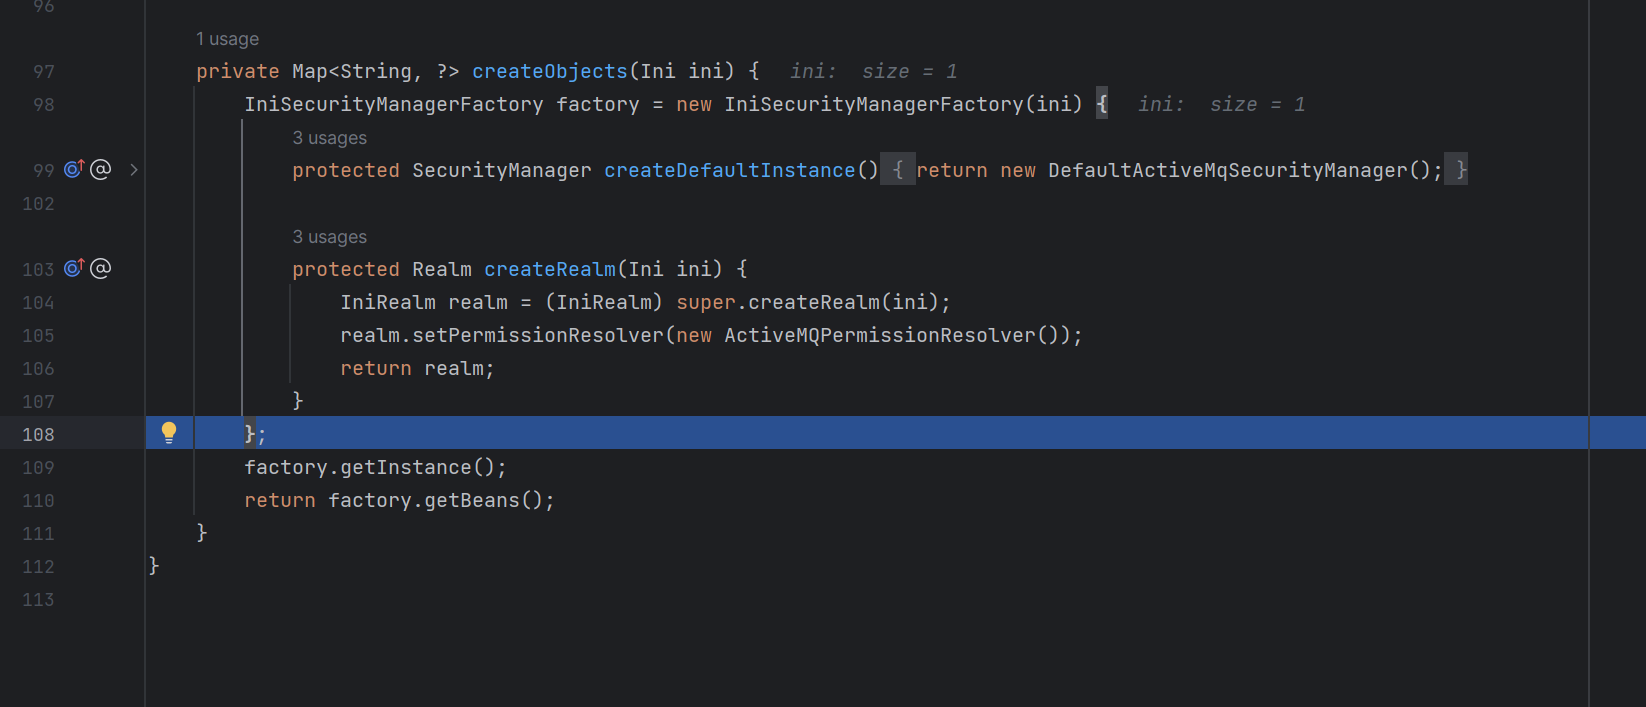 96
1 usage
97 private Map<String, ?> createObjects(Ini ini) { ini: size = 1
98 IniSecurityManagerFactory factory = new IniSecurityManagerFactory(ini) { ini: size = 1
3 usages
99 protected SecurityManager createDefaultInstance() { return new DefaultActiveMqSecurityManager(); }
102
3 usages
103 protected Realm createRealm(Ini ini) {
104 IniRealm realm = (IniRealm) super.createRealm(ini);
105 realm.setPermissionResolver(new ActiveMQPermissionResolver());
106 return realm;
107 }
108 };
109 factory.getInstance();
110 return factory.getBeans();
111 }
112 }
113